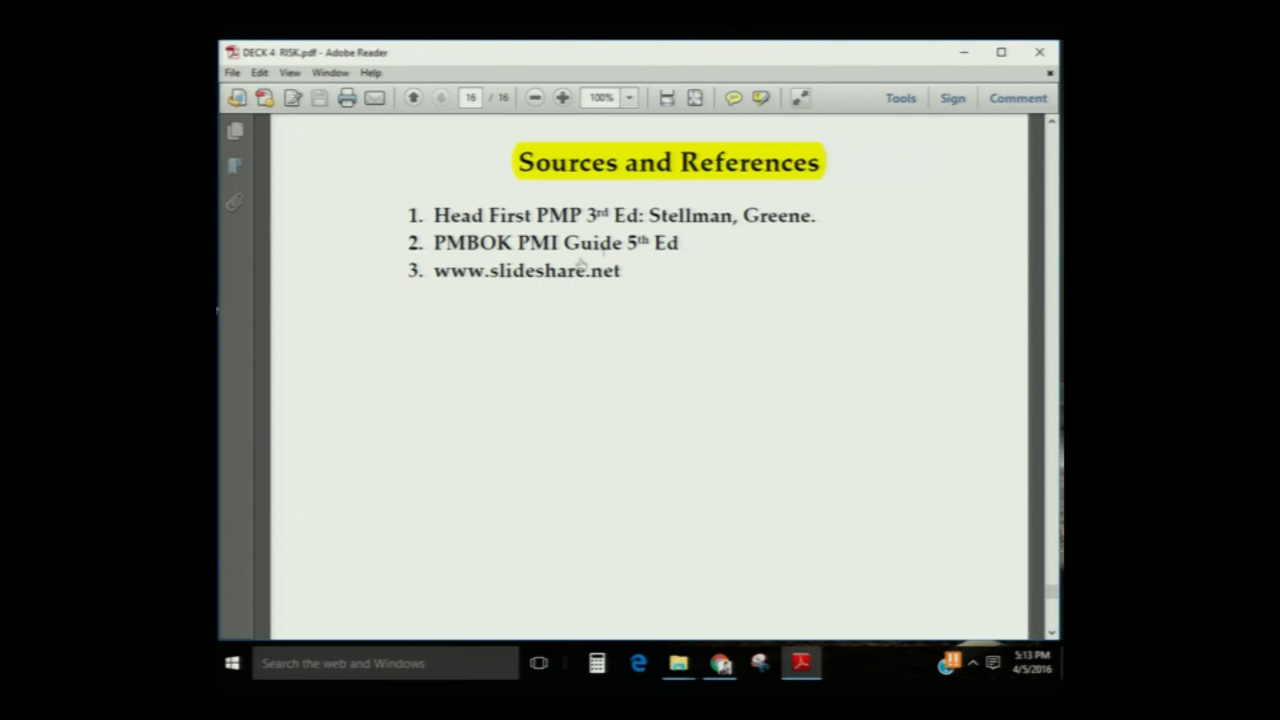 DECK 4 RISK.pdf - Adobe Reader
File Edit View Window Help
16 / 16 100% Tools Sign Comment
Sources and References
1. Head First PMP 3rd Ed: Stellman, Greene.
2. PMBOK PMI Guide 5th Ed
3. www.slideshare.net
Search the web and Windows
5:13 PM
4/5/2016